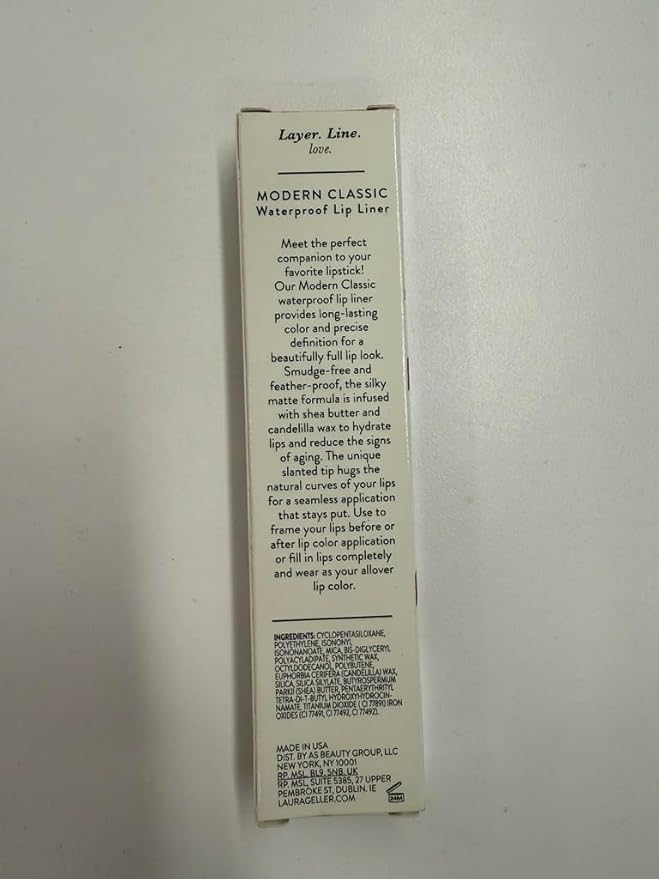 Layer. Line.
love.
MODERN CLASSIC
Waterproof Lip Liner
Meet the perfect
companion to your
favorite lipstick!
Our Modern Classic
waterproof lip liner
provides long-lasting
color and precise
definition for a
beautifully full lip look.
Smudge-free and
feather-proof, the silky
matte formula is infused
with shea butter and
candelilla wax to hydrate
lips and reduce the signs
of aging. The unique
slanted tip hugs the
natural curves of your lips
for a seamless application
that stays put. Use to
frame your lips before or
after lip color application
or fill in lips completely
and wear as your allover
lip color.
INGREDIENTS: CYCLOPENTASILOXANE,
POLYETHYLENE, ISONONYL
ISONONANOATE, MICA, BIS-DIGLYCERYL
POLYACYLADIPATE, SYNTHETIC WAX,
OCTYLDODECANOL, POLYBUTENE,
EUPHORBIA CERIFERA (CANDELILLA) WAX,
SILICA, SILICA SILYLATE, BUTYROSPERMUM
PARKII (SHEA) BUTTER, PENTAERYTHRITYL
TETRA-DI-T-BUTYL HYDROXYHYDROCIN-
NAMATE, TITANIUM DIOXIDE ( CI 77891) IRON
OXIDES (CI 77491, CI 77492, CI 77492).
MADE IN USA
DIST. BY AS BEAUTY GROUP, LLC
NEW YORK, NY 10001
RP. MSL, BL9, 5NB. UK
RP. MSL, SUITE 5385, 27 UPPER
PEMBROKE ST, DUBLIN. IE
LAURAGELLER.COM
24M